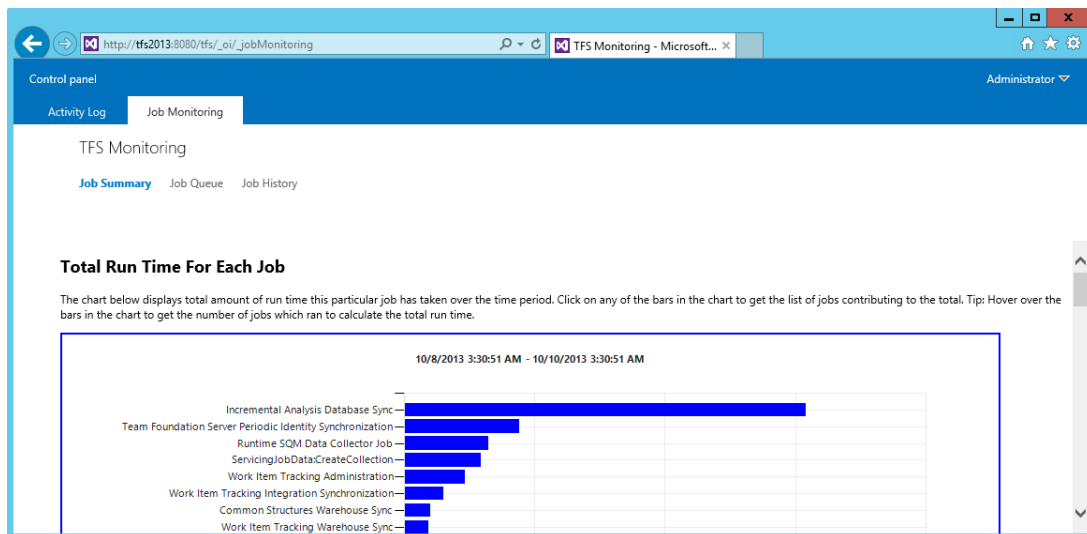 http://tfs2013:8080/tfs/_oi/_jobMonitoring
TFS Monitoring - Microsoft...
Control panel
Administrator
Activity Log
Job Monitoring
TFS Monitoring
Job Summary
Job Queue
Job History
Total Run Time For Each Job
The chart below displays total amount of run time this particular job has taken over the time period. Click on any of the bars in the chart to get the list of jobs contributing to the total. Tip: Hover over the
bars in the chart to get the number of jobs which ran to calculate the total run time.
10/8/2013 3:30:51 AM - 10/10/2013 3:30:51 AM
Incremental Analysis Database Sync
Team Foundation Server Periodic Identity Synchronization
Runtime SQM Data Collector Job
ServicingJobData:CreateCollection
Work Item Tracking Administration
Work Item Tracking Integration Synchronization
Common Structures Warehouse Sync
Work Item Tracking Warehouse Sync